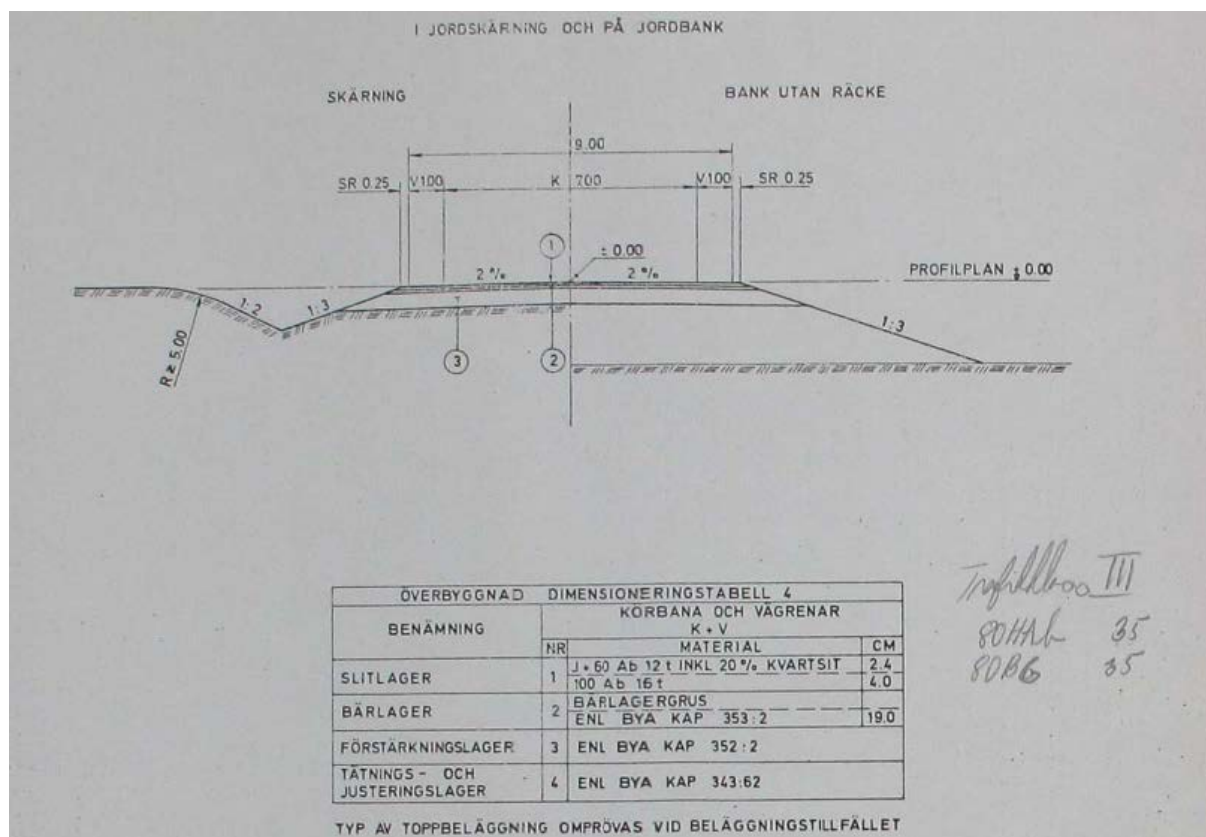 I JORDSKÄRNING OCH PÅ JORDBANK
SKÄRNING
BANK UTAN RÄCKE
9.00
SR 0.25 V100 K 700 V100 SR 0.25
1
± 0.00
2 % 2 %
PROFILPLAN ± 0.00
1:2 1:3
1:3
R ≥ 5.00
3 2
ÖVERBYGGNAD DIMENSIONERINGSTABELL 4
BENÄMNING
KÖRBANA OCH VÄGRENAR
K + V
NR MATERIAL CM
SLITLAGER 1 J + 60 Ab 12 t INKL 20 % KVARTSIT 2.4
100 Ab 16 t 4.0
BÄRLAGER 2 BÄRLAGERGRUS
ENL BYA KAP 353:2 19.0
FÖRSTÄRKNINGSLAGER 3 ENL BYA KAP 352:2
TÄTNINGS- OCH
JUSTERINGSLAGER 4 ENL BYA KAP 343:62
TYP AV TOPPBELÄGGNING OMPRÖVAS VID BELÄGGNINGSTILLFÄLLET
III
80HAb 35
80BG 35